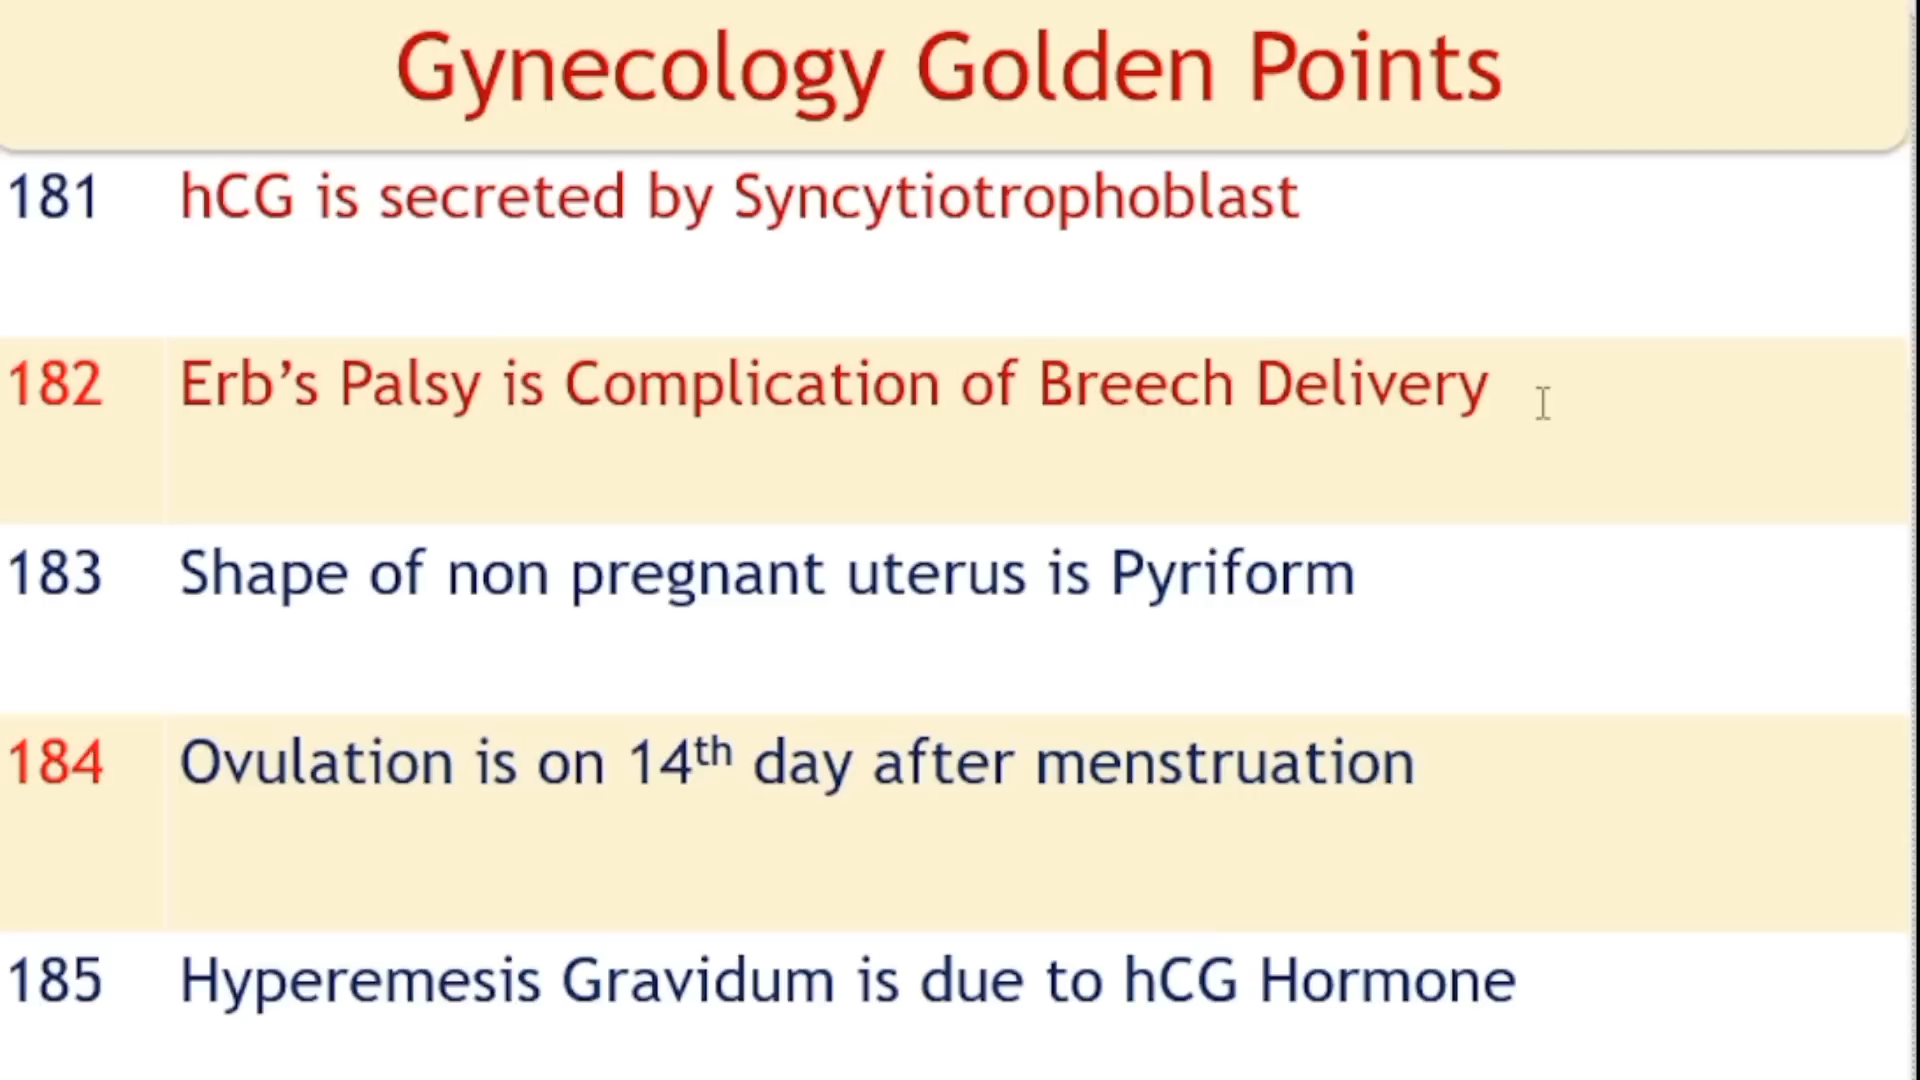 Gynecology Golden Points
181 hCG is secreted by Syncytiotrophoblast
182 Erb’s Palsy is Complication of Breech Delivery
183 Shape of non pregnant uterus is Pyriform
184 Ovulation is on 14th day after menstruation
185 Hyperemesis Gravidum is due to hCG Hormone